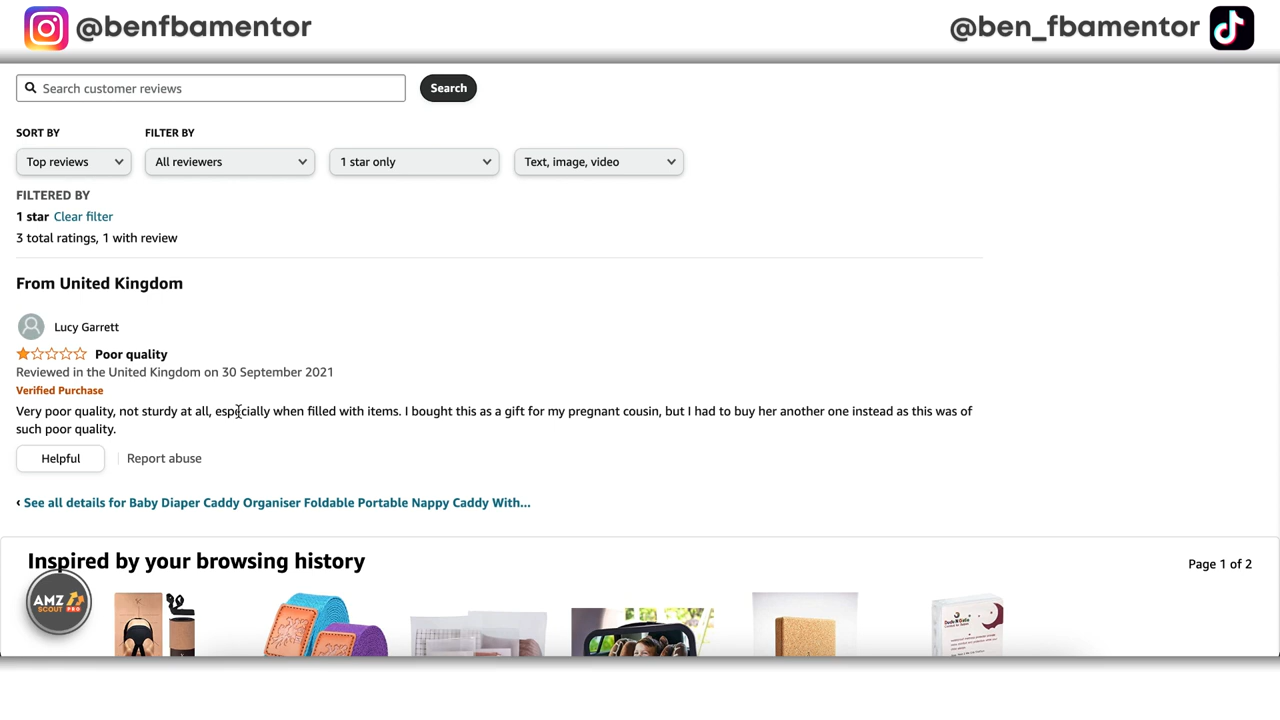 @benfbamentor
@ben_fbamentor
Search customer reviews
Search
SORT BY
FILTER BY
Top reviews
All reviewers
1 star only
Text, image, video
FILTERED BY
1 star Clear filter
3 total ratings, 1 with review
From United Kingdom
Lucy Garrett
Poor quality
Reviewed in the United Kingdom on 30 September 2021
Verified Purchase
Very poor quality, not sturdy at all, especially when filled with items. I bought this as a gift for my pregnant cousin, but I had to buy her another one instead as this was of
such poor quality.
Helpful
Report abuse
‹ See all details for Baby Diaper Caddy Organiser Foldable Portable Nappy Caddy With...
Inspired by your browsing history
Page 1 of 2
AMZ
SCOUT PRO